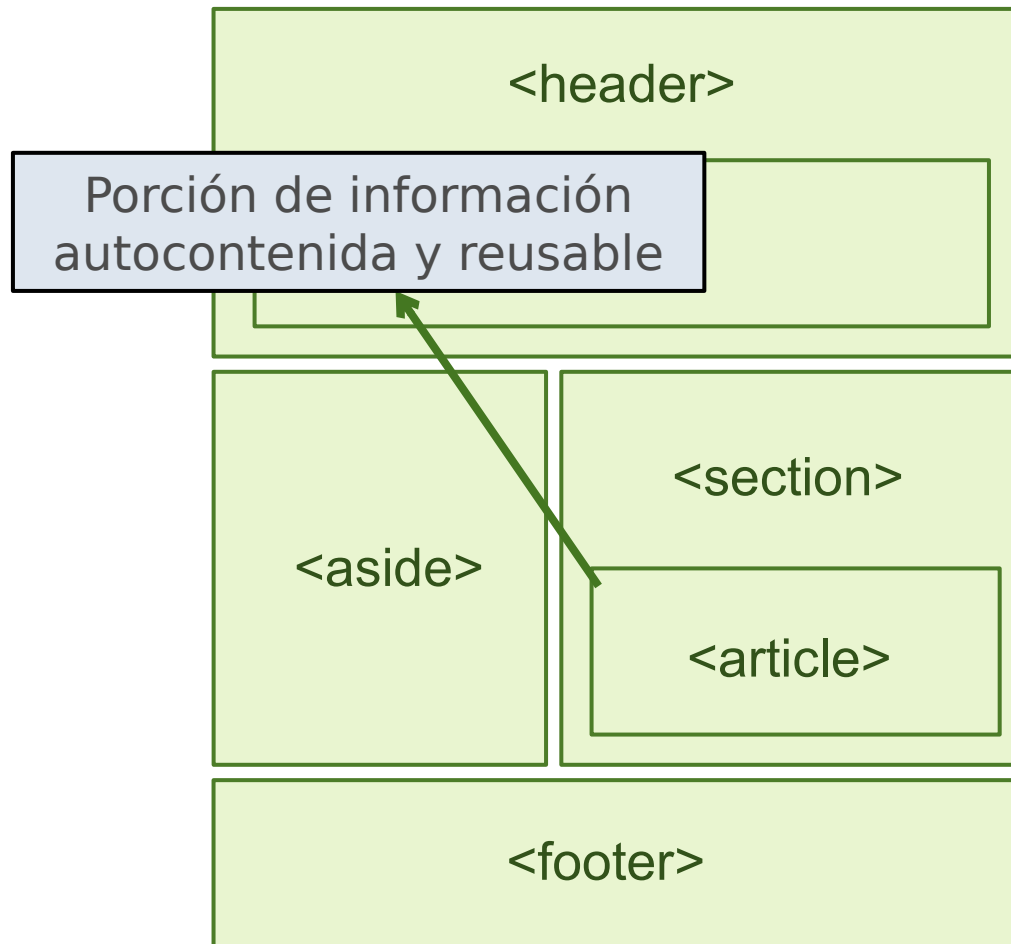 <header>
Porción de información
autocontenida y reusable
<section>
<aside>
<article>
<footer>